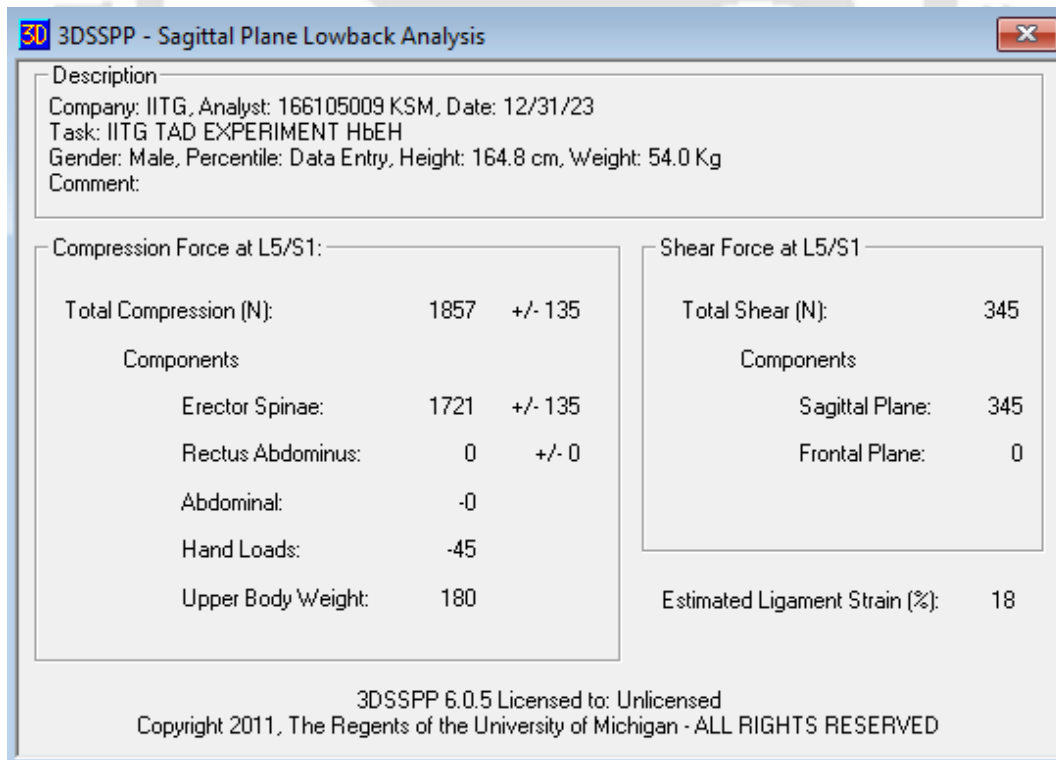 3D 3DSSPP - Sagittal Plane Lowback Analysis
Description
Company: IITG, Analyst: 166105009 KSM, Date: 12/31/23
Task: IITG TAD EXPERIMENT HbEH
Gender: Male, Percentile: Data Entry, Height: 164.8 cm, Weight: 54.0 Kg
Comment:
Compression Force at L5/S1:
Total Compression (N): 1857 +/- 135
Components
Erector Spinae: 1721 +/- 135
Rectus Abdominus: 0 +/- 0
Abdominal: -0
Hand Loads: -45
Upper Body Weight: 180
Shear Force at L5/S1
Total Shear (N): 345
Components
Sagittal Plane: 345
Frontal Plane: 0
Estimated Ligament Strain (%): 18
3DSSPP 6.0.5 Licensed to: Unlicensed
Copyright 2011, The Regents of the University of Michigan - ALL RIGHTS RESERVED